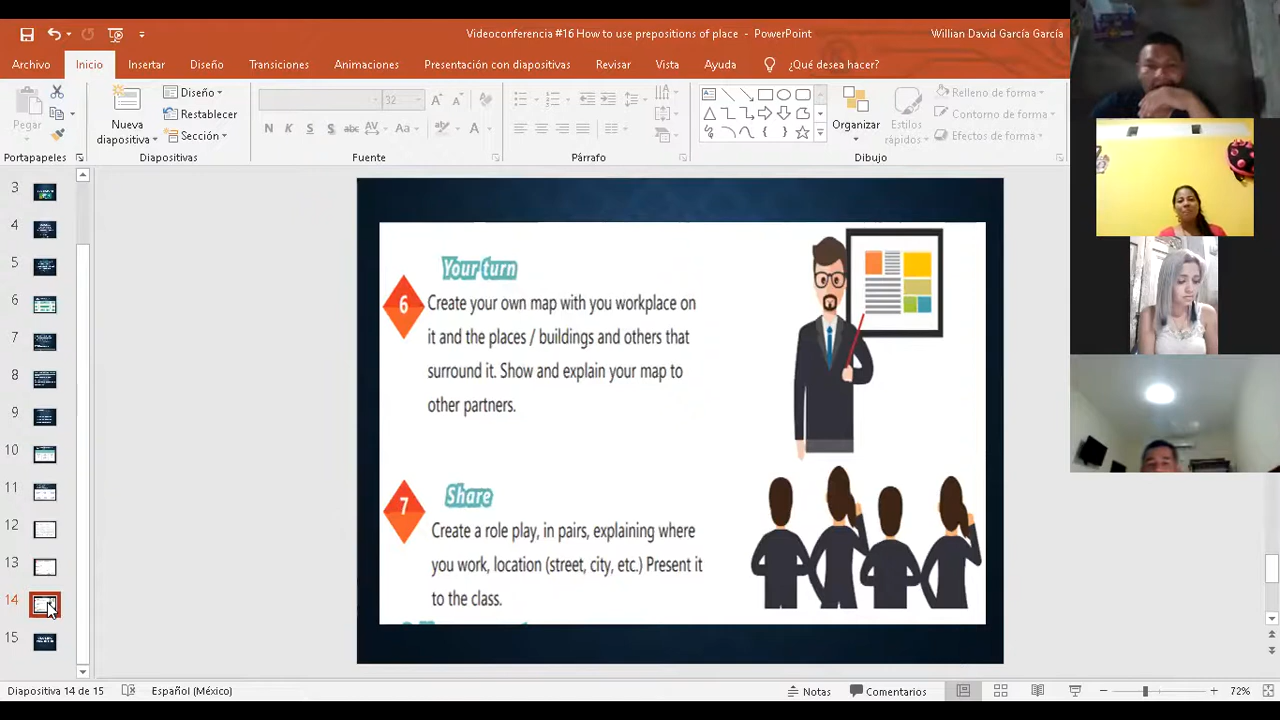 Videoconferencia #16 How to use prepositions of place - PowerPoint
Willian David García García
Archivo Inicio Insertar Diseño Transiciones Animaciones Presentación con diapositivas Revisar Vista Ayuda ¿Qué desea hacer?
Pegar
Nueva diapositiva
Diseño
Restablecer
Sección
32
N K S S abc AV Aa A
Organizar
Estilos rápidos
Relleno de forma
Contorno de forma
Efectos de forma
Portapapeles Diapositivas Fuente Párrafo Dibujo
3
4
5
6
7
8
9
10
11
12
13
14
15
Your turn
6
Create your own map with you workplace on
it and the places / buildings and others that
surround it. Show and explain your map to
other partners.
Share
7
Create a role play, in pairs, explaining where
you work, location (street, city, etc.) Present it
to the class.
Diapositiva 14 de 15 Español (México) Notas Comentarios 72%